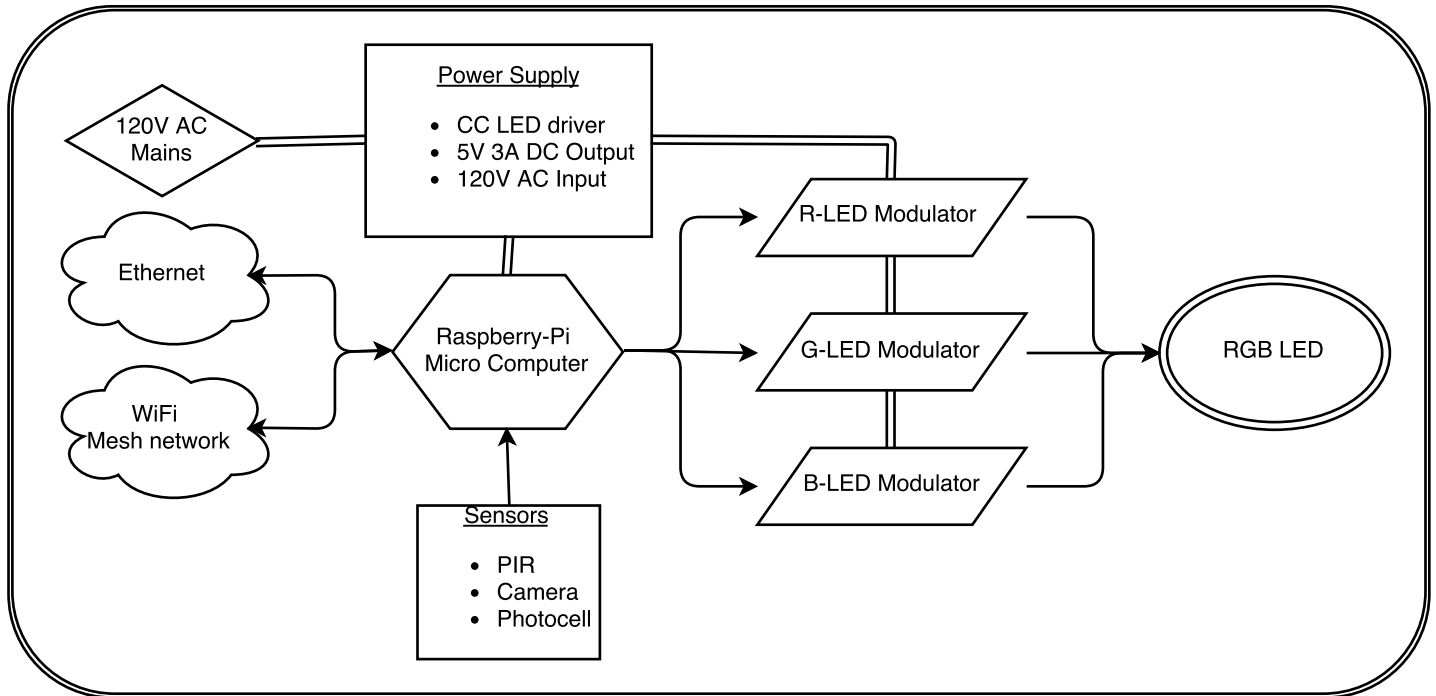 Power Supply
• CC LED driver
• 5V 3A DC Output
• 120V AC Input
120V AC
Mains
R-LED Modulator
Ethernet
Raspberry-Pi
Micro Computer
G-LED Modulator
RGB LED
WiFi
Mesh network
B-LED Modulator
Sensors
• PIR
• Camera
• Photocell